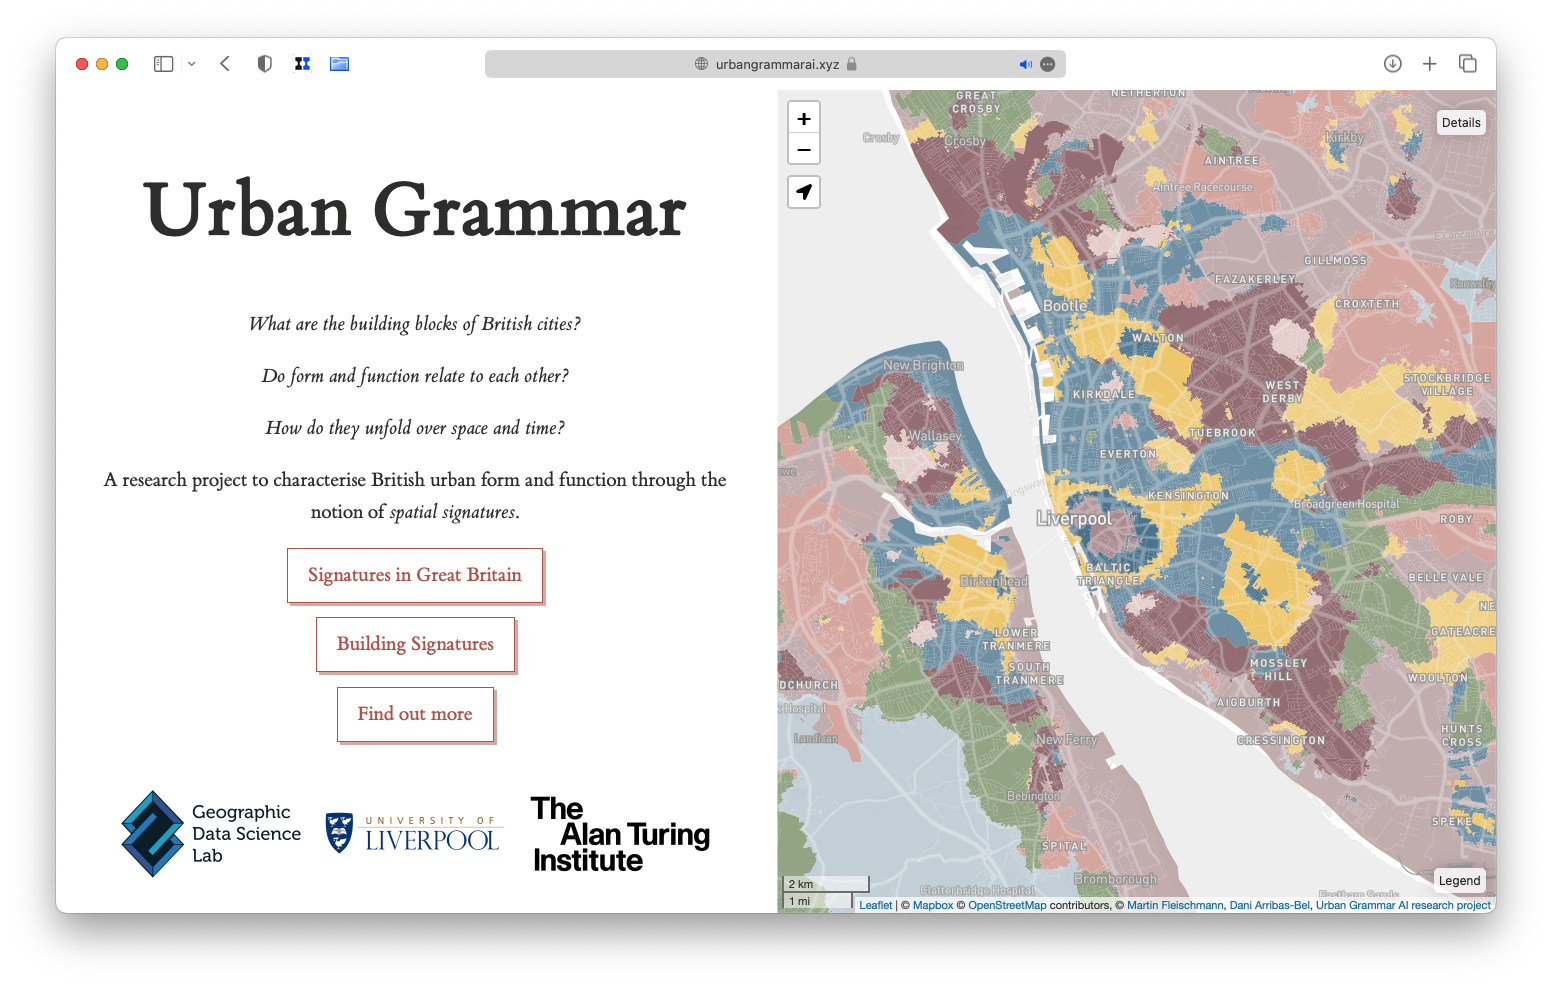 urbangrammarai.xyz
Urban Grammar
What are the building blocks of British cities?
Do form and function relate to each other?
How do they unfold over space and time?
A research project to characterise British urban form and function through the
notion of spatial signatures.
Signatures in Great Britain
Building Signatures
Find out more
Geographic
Data Science
Lab
UNIVERSITY OF
LIVERPOOL
The
Alan Turing
Institute
+
−
Details
GREAT
CROSBY
NETHERTON
Crosby
Crosby
Kirkby
AINTREE
Aintree Racecourse
E Lancashire
GILLMOSS
FAZAKERLEY
Knowsley
CROXTETH
Bootle
WALTON
New Brighton
STOCKBRIDGE
VILLAGE
WEST
DERBY
KIRKDALE
Wallasey
TUEBROOK
EVERTON
KENSINGTON
Broadgreen Hospital
Liverpool
ROBY
BALTIC
TRIANGLE
Birkenhead
BELLE VALE
NE
GATEACRE
LOWER
TRANMERE
SOUTH
TRANMERE
MOSSLEY
HILL
WOOLTON
DCHURCH
Hospital
AIGBURTH
Landican
New Ferry
CRESSINGTON
HUNTS
CROSS
Bebington
SPEKE
SPITAL
Bromborough
Clatterbridge Hospital
Eastham Sands
Legend
2 km
1 mi
Leaflet | © Mapbox © OpenStreetMap contributors, © Martin Fleischmann, Dani Arribas-Bel, Urban Grammar AI research project